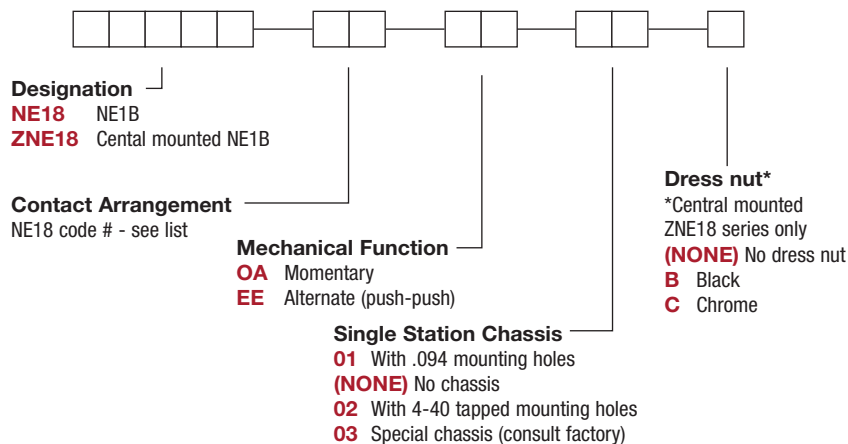 Designation
NE18 NE1B
ZNE18 Cental mounted NE1B
Contact Arrangement
NE18 code # - see list
Mechanical Function
OA Momentary
EE Alternate (push-push)
Single Station Chassis
01 With .094 mounting holes
(NONE) No chassis
02 With 4-40 tapped mounting holes
03 Special chassis (consult factory)
Dress nut*
*Central mounted
ZNE18 series only
(NONE) No dress nut
B Black
C Chrome